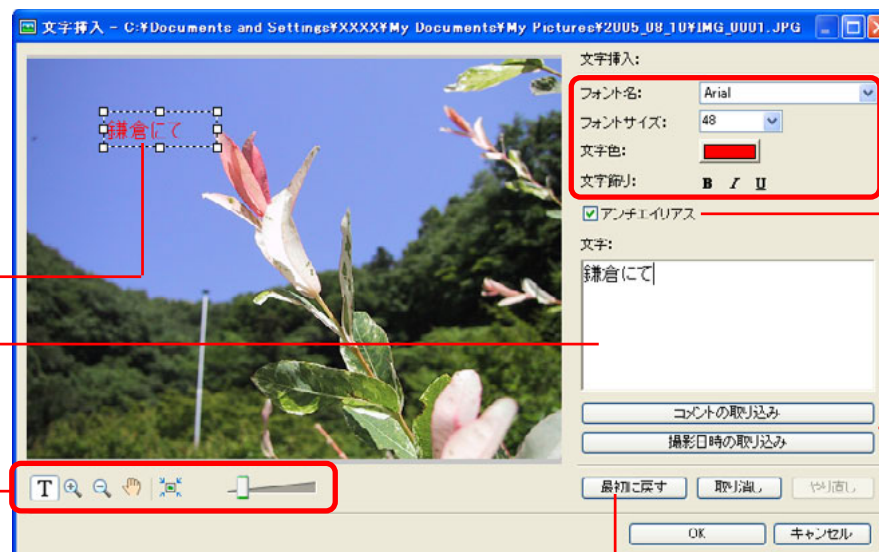 文字挿入 - C:¥Documents and Settings¥XXXX¥My Documents¥My Pictures¥2005_08_10¥IMG_0001.JPG
文字挿入:
フォント名: Arial
フォントサイズ: 48
文字色:
文字飾り: B I U
アンチエイリアス
文字:
鎌倉にて
鎌倉にて
コメントの取り込み
撮影日時の取り込み
T
最初に戻す 取り消し やり直し
OK キャンセル